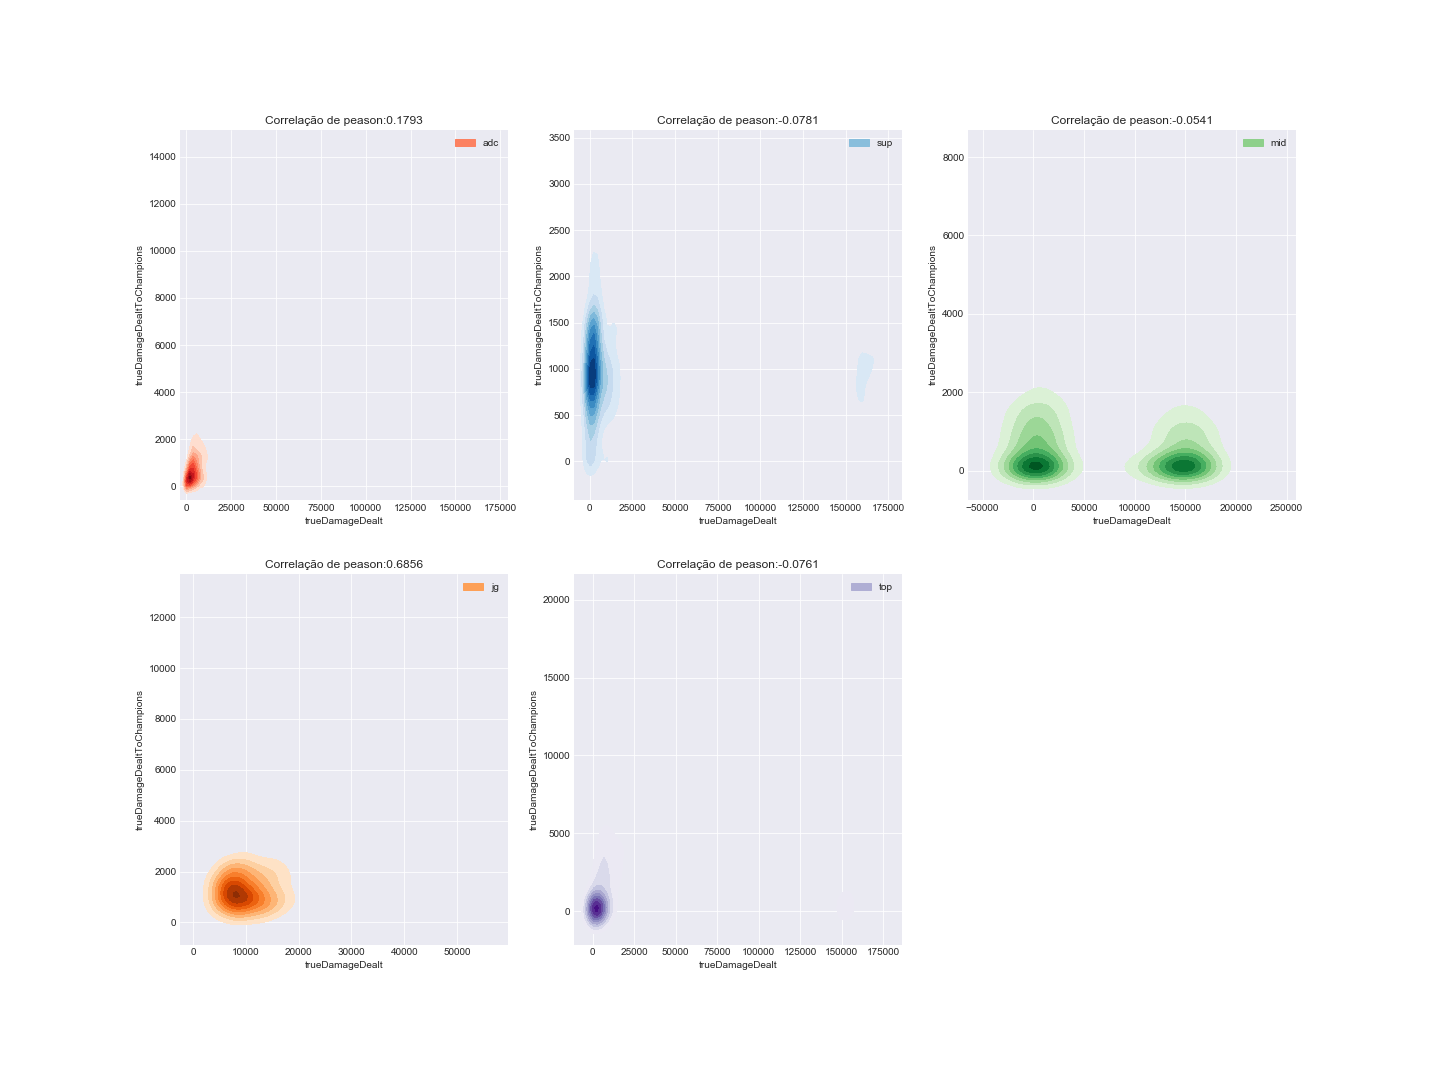 Correlação de peason:0.1793
adc
14000
12000
10000
8000
6000
4000
2000
0
trueDamageDealtToChampions
0 25000 50000 75000 100000 125000 150000 175000
trueDamageDealt
Correlação de peason:-0.0781
sup
3500
3000
2500
2000
1500
1000
500
0
trueDamageDealtToChampions
0 25000 50000 75000 100000 125000 150000 175000
trueDamageDealt
Correlação de peason:-0.0541
mid
8000
6000
4000
2000
0
trueDamageDealtToChampions
−50000 0 50000 100000 150000 200000 250000
trueDamageDealt
Correlação de peason:0.6856
jg
12000
10000
8000
6000
4000
2000
0
trueDamageDealtToChampions
0 10000 20000 30000 40000 50000
trueDamageDealt
Correlação de peason:-0.0761
top
20000
15000
10000
5000
0
trueDamageDealtToChampions
0 25000 50000 75000 100000 125000 150000 175000
trueDamageDealt